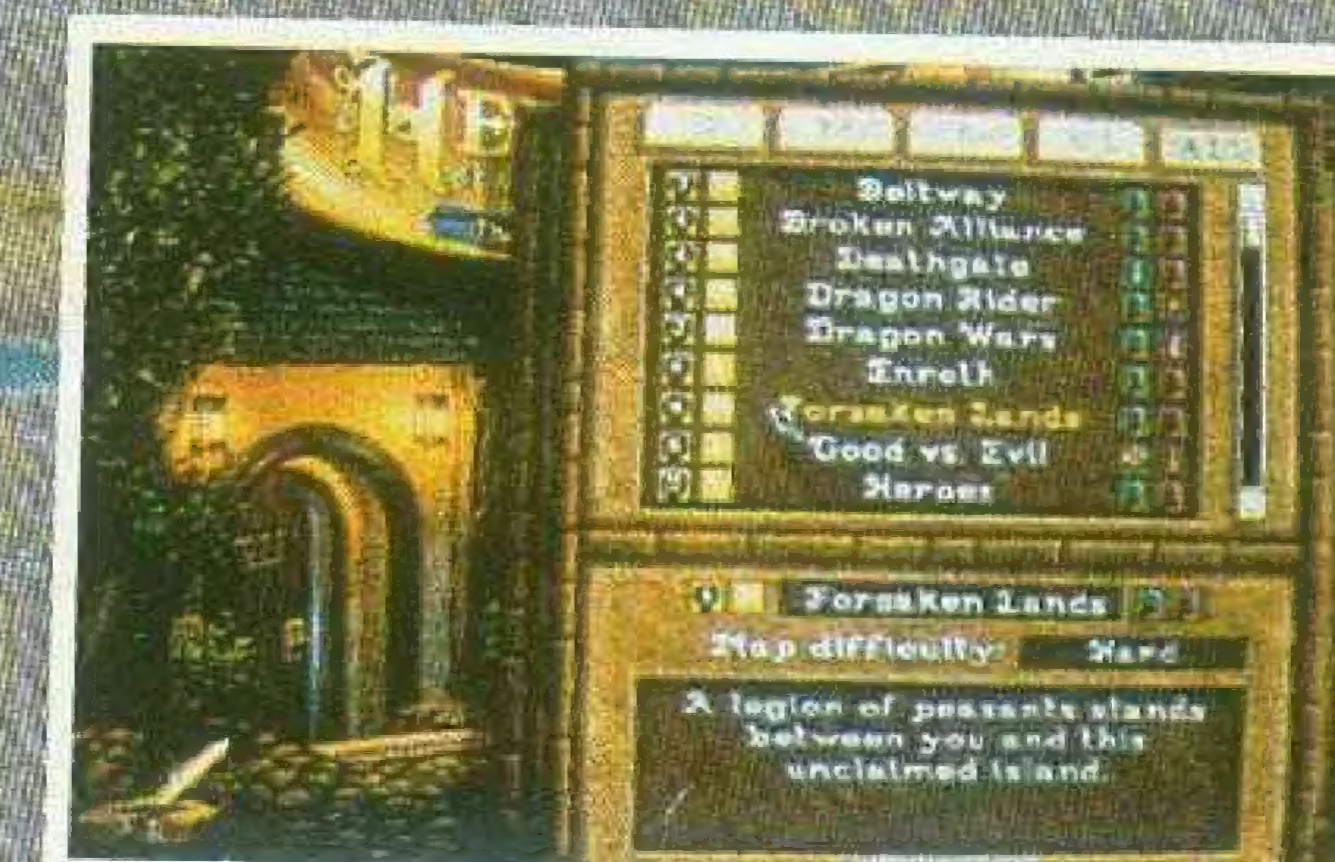 Beltway
Broken Alliance
Deathgate
Dragon Rider
Dragon Wars
Enroth
Forsaken Lands
Good vs. Evil
Heroes
Forsaken Lands
Map difficulty: Hard
A legion of peasants stands
between you and this
unclaimed island.